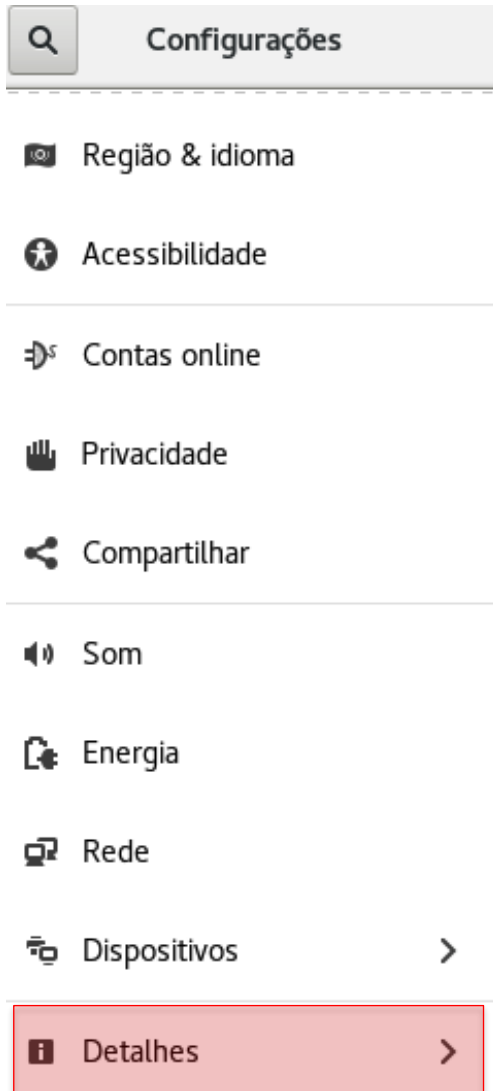 Configurações
Região & idioma
Acessibilidade
Contas online
Privacidade
Compartilhar
Som
Energia
Rede
Dispositivos
Detalhes